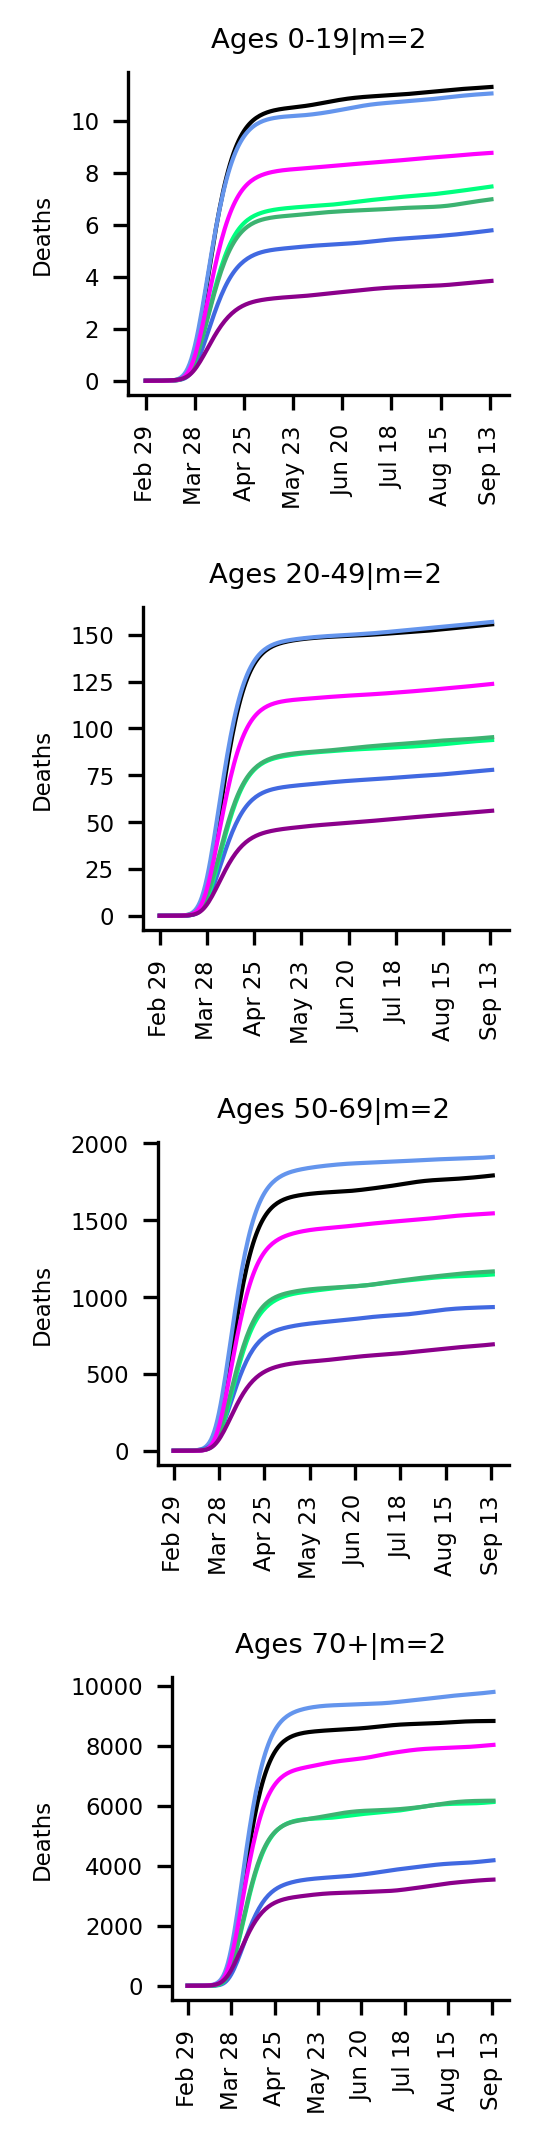 Ages 0-19|m=2
Deaths
10
8
6
4
2
0
Feb 29
Mar 28
Apr 25
May 23
Jun 20
Jul 18
Aug 15
Sep 13
Ages 20-49|m=2
Deaths
150
125
100
75
50
25
0
Feb 29
Mar 28
Apr 25
May 23
Jun 20
Jul 18
Aug 15
Sep 13
Ages 50-69|m=2
Deaths
2000
1500
1000
500
0
Feb 29
Mar 28
Apr 25
May 23
Jun 20
Jul 18
Aug 15
Sep 13
Ages 70+|m=2
Deaths
10000
8000
6000
4000
2000
0
Feb 29
Mar 28
Apr 25
May 23
Jun 20
Jul 18
Aug 15
Sep 13